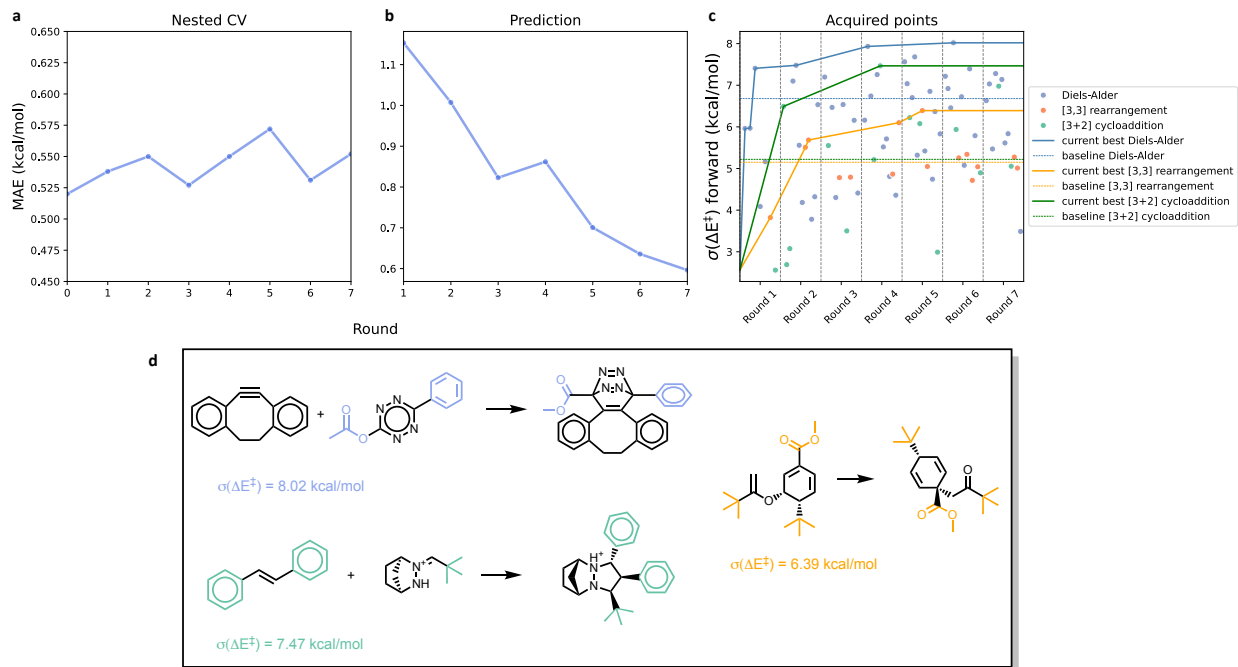 a
Nested CV
MAE (kcal/mol)
0.650
0.625
0.600
0.575
0.550
0.525
0.500
0.475
0.450
0 1 2 3 4 5 6 7
b
Prediction
1.1
1.0
0.9
0.8
0.7
0.6
1 2 3 4 5 6 7
Round
c
Acquired points
σ(ΔE‡) forward (kcal/mol)
8
7
6
5
4
3
Round 1
Round 2
Round 3
Round 4
Round 5
Round 6
Round 7
Diels-Alder
[3,3] rearrangement
[3+2] cycloaddition
current best Diels-Alder
baseline Diels-Alder
current best [3,3] rearrangement
baseline [3,3] rearrangement
current best [3+2] cycloaddition
baseline [3+2] cycloaddition
d
+
O
O
N N
N N
N=N
N=N
O
O
σ(ΔE‡) = 8.02 kcal/mol
O
O
O
O
O
O
σ(ΔE‡) = 6.39 kcal/mol
+
N+
NH
H+
N
N
σ(ΔE‡) = 7.47 kcal/mol